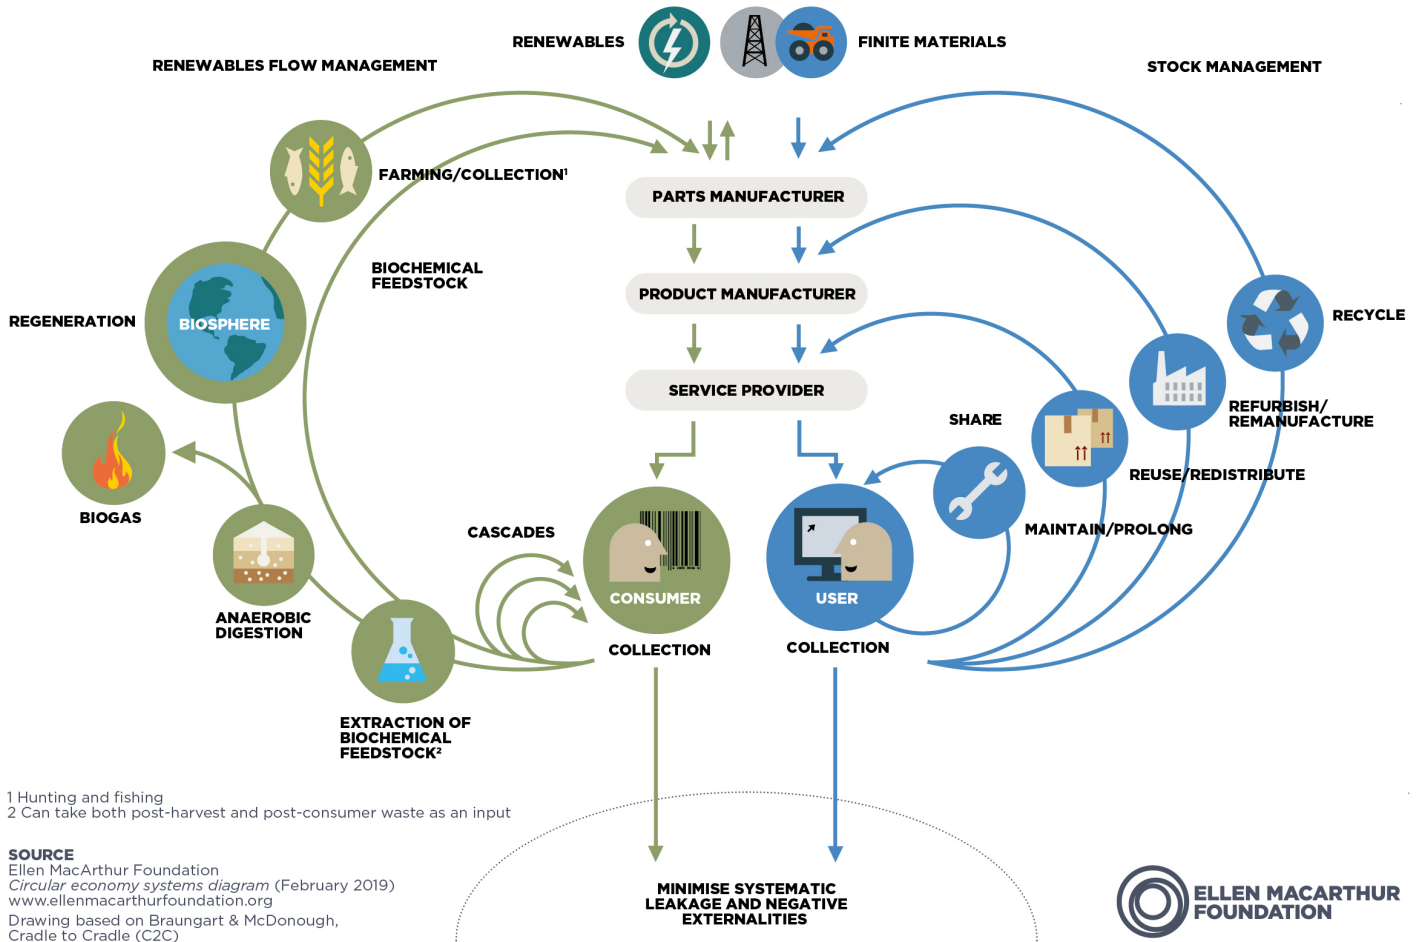 RENEWABLES
FINITE MATERIALS
RENEWABLES FLOW MANAGEMENT
STOCK MANAGEMENT
FARMING/COLLECTION¹
PARTS MANUFACTURER
BIOCHEMICAL
FEEDSTOCK
PRODUCT MANUFACTURER
REGENERATION
BIOSPHERE
RECYCLE
SERVICE PROVIDER
SHARE
REFURBISH/
REMANUFACTURE
REUSE/REDISTRIBUTE
BIOGAS
CASCADES
MAINTAIN/PROLONG
CONSUMER
USER
ANAEROBIC
DIGESTION
COLLECTION
COLLECTION
EXTRACTION OF
BIOCHEMICAL
FEEDSTOCK²
1 Hunting and fishing
2 Can take both post-harvest and post-consumer waste as an input
SOURCE
Ellen MacArthur Foundation
Circular economy systems diagram (February 2019)
www.ellenmacarthurfoundation.org
Drawing based on Braungart & McDonough,
Cradle to Cradle (C2C)
MINIMISE SYSTEMATIC
LEAKAGE AND NEGATIVE
EXTERNALITIES
ELLEN MACARTHUR
FOUNDATION